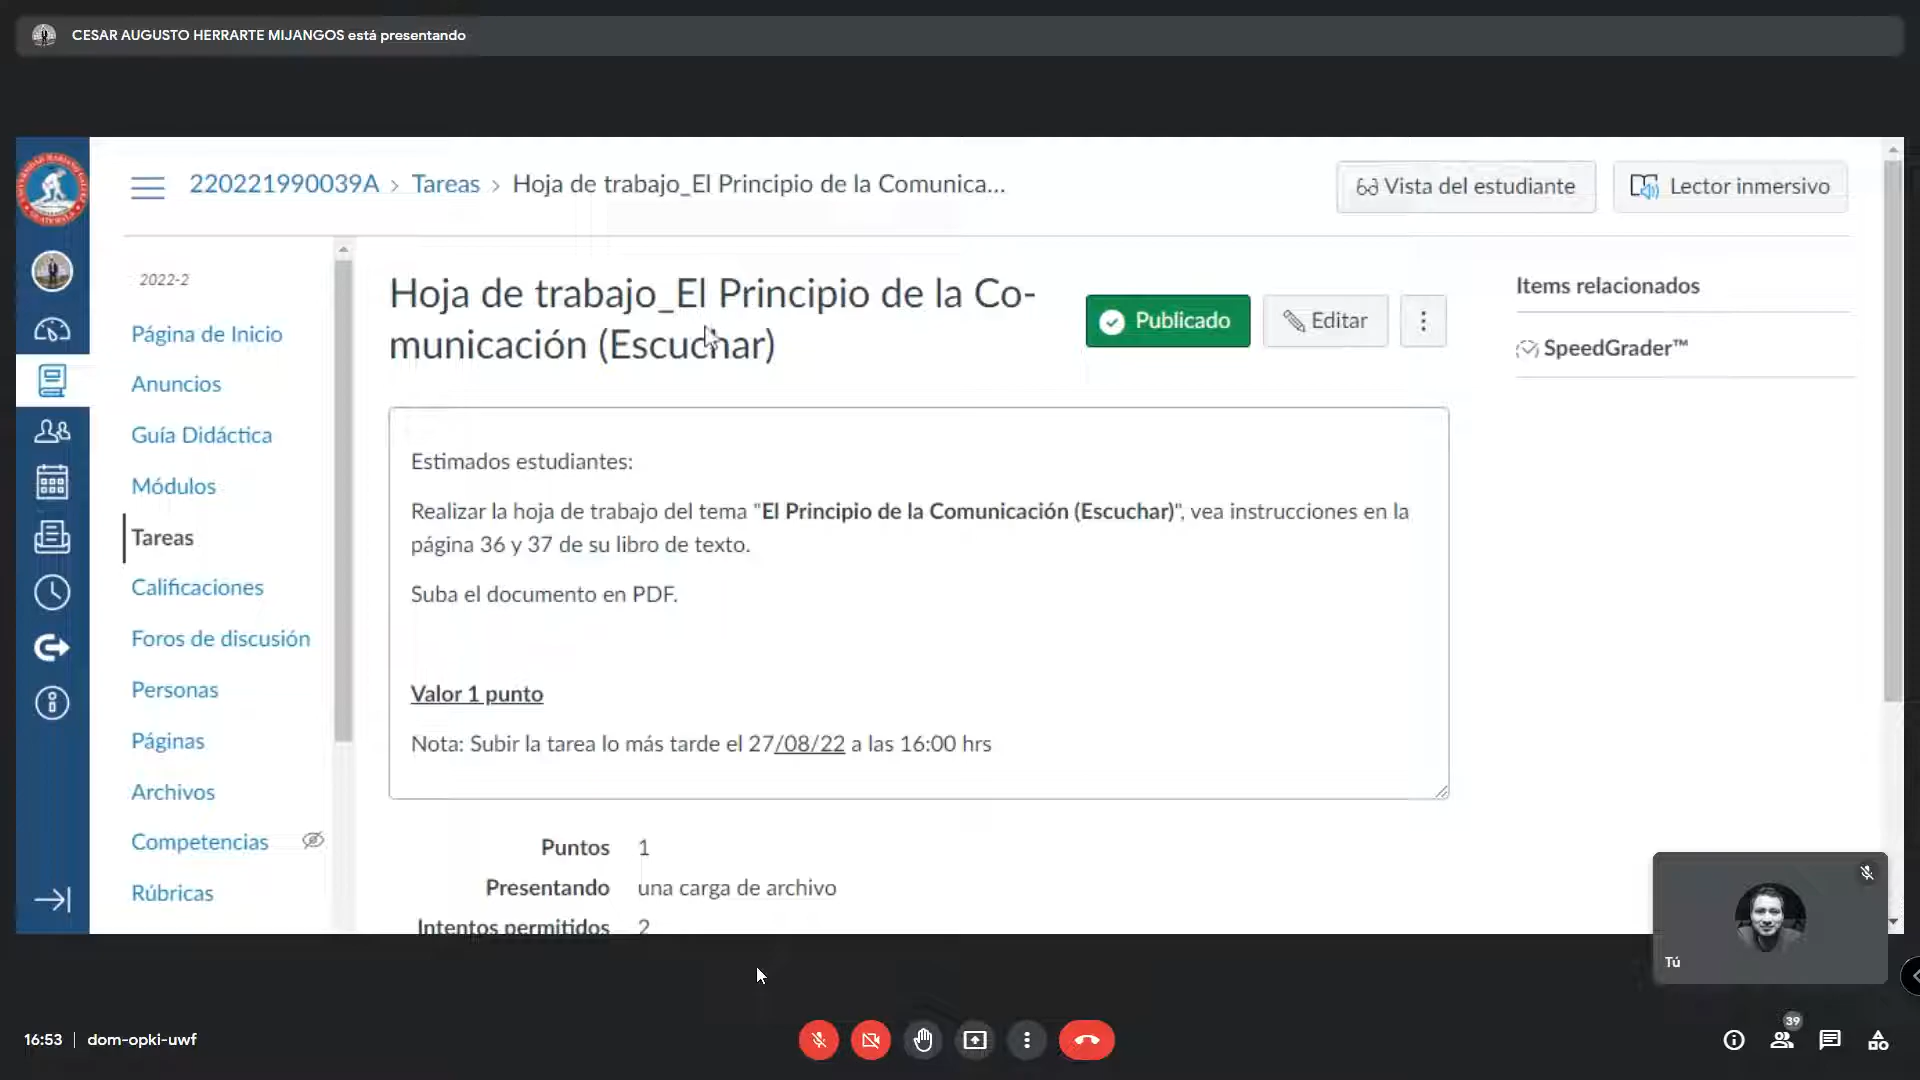 CESAR AUGUSTO HERRARTE MIJANGOS está presentando
220221990039A > Tareas > Hoja de trabajo_El Principio de la Comunica...
Vista del estudiante
Lector inmersivo
2022-2
Página de Inicio
Anuncios
Guía Didáctica
Módulos
Tareas
Calificaciones
Foros de discusión
Personas
Páginas
Archivos
Competencias
Rúbricas
Hoja de trabajo_El Principio de la Co-
municación (Escuchar)
Publicado
Editar
Items relacionados
SpeedGrader™
Estimados estudiantes:
Realizar la hoja de trabajo del tema "El Principio de la Comunicación (Escuchar)", vea instrucciones en la
página 36 y 37 de su libro de texto.
Suba el documento en PDF.
Valor 1 punto
Nota: Subir la tarea lo más tarde el 27/08/22 a las 16:00 hrs
Puntos 1
Presentando una carga de archivo
Intentos permitidos 2
Tú
16:53 | dom-opki-uwf
39